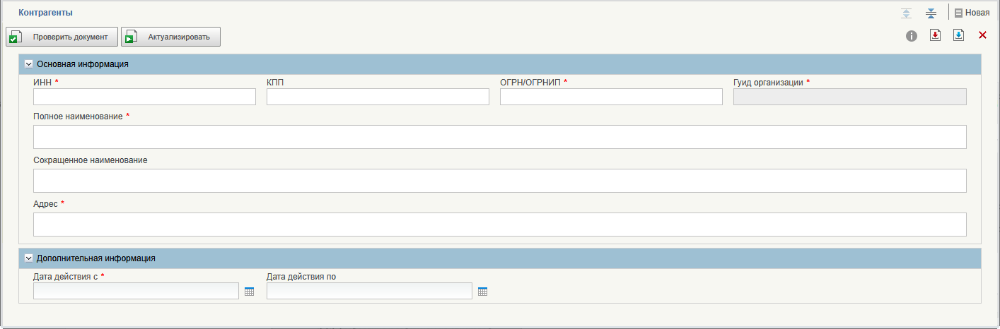 Контрагенты
Новая
Проверить документ Актуализировать
Основная информация
ИНН * КПП ОГРН/ОГРНИП * Гуид организации *
Полное наименование *
Сокращенное наименование
Адрес *
Дополнительная информация
Дата действия с * Дата действия по